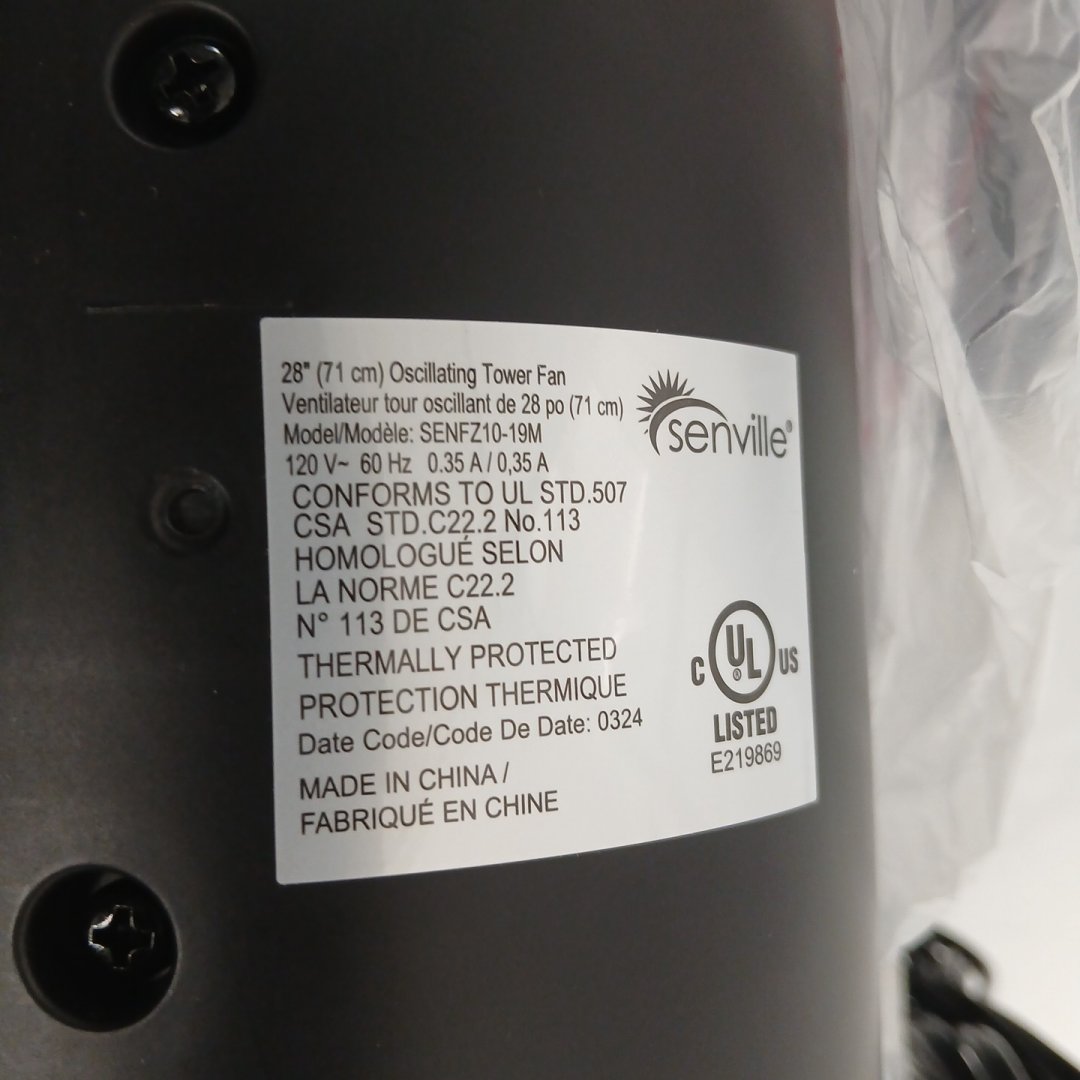 28" (71 cm) Oscillating Tower Fan
Ventilateur tour oscillant de 28 po (71 cm)
Model/Modèle: SENFZ10-19M
120 V~ 60 Hz 0.35 A / 0,35 A
senville®
CONFORMS TO UL STD.507
CSA STD.C22.2 No.113
HOMOLOGUÉ SELON
LA NORME C22.2
N° 113 DE CSA
THERMALLY PROTECTED
PROTECTION THERMIQUE
Date Code/Code De Date: 0324
MADE IN CHINA /
FABRIQUÉ EN CHINE
C UL® US
LISTED
E219869